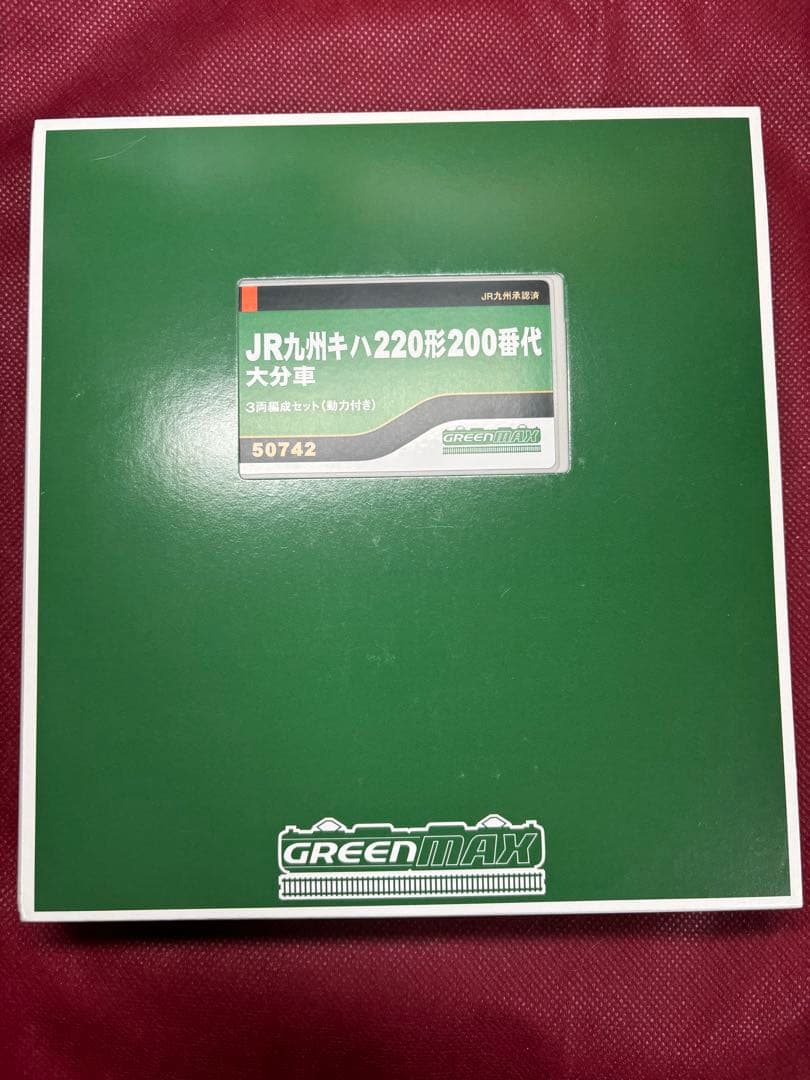 JR九州承認済
JR九州キハ220形200番代
大分車
3両編成セット(動力付き)
50742
GREENMAX
GREENMAX